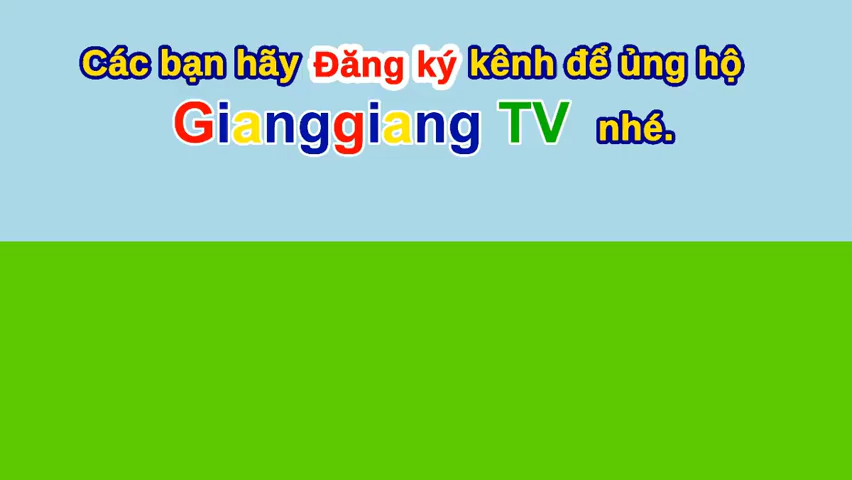 Các bạn hãy Đăng ký kênh để ủng hộ
Gianggiang TV nhé.